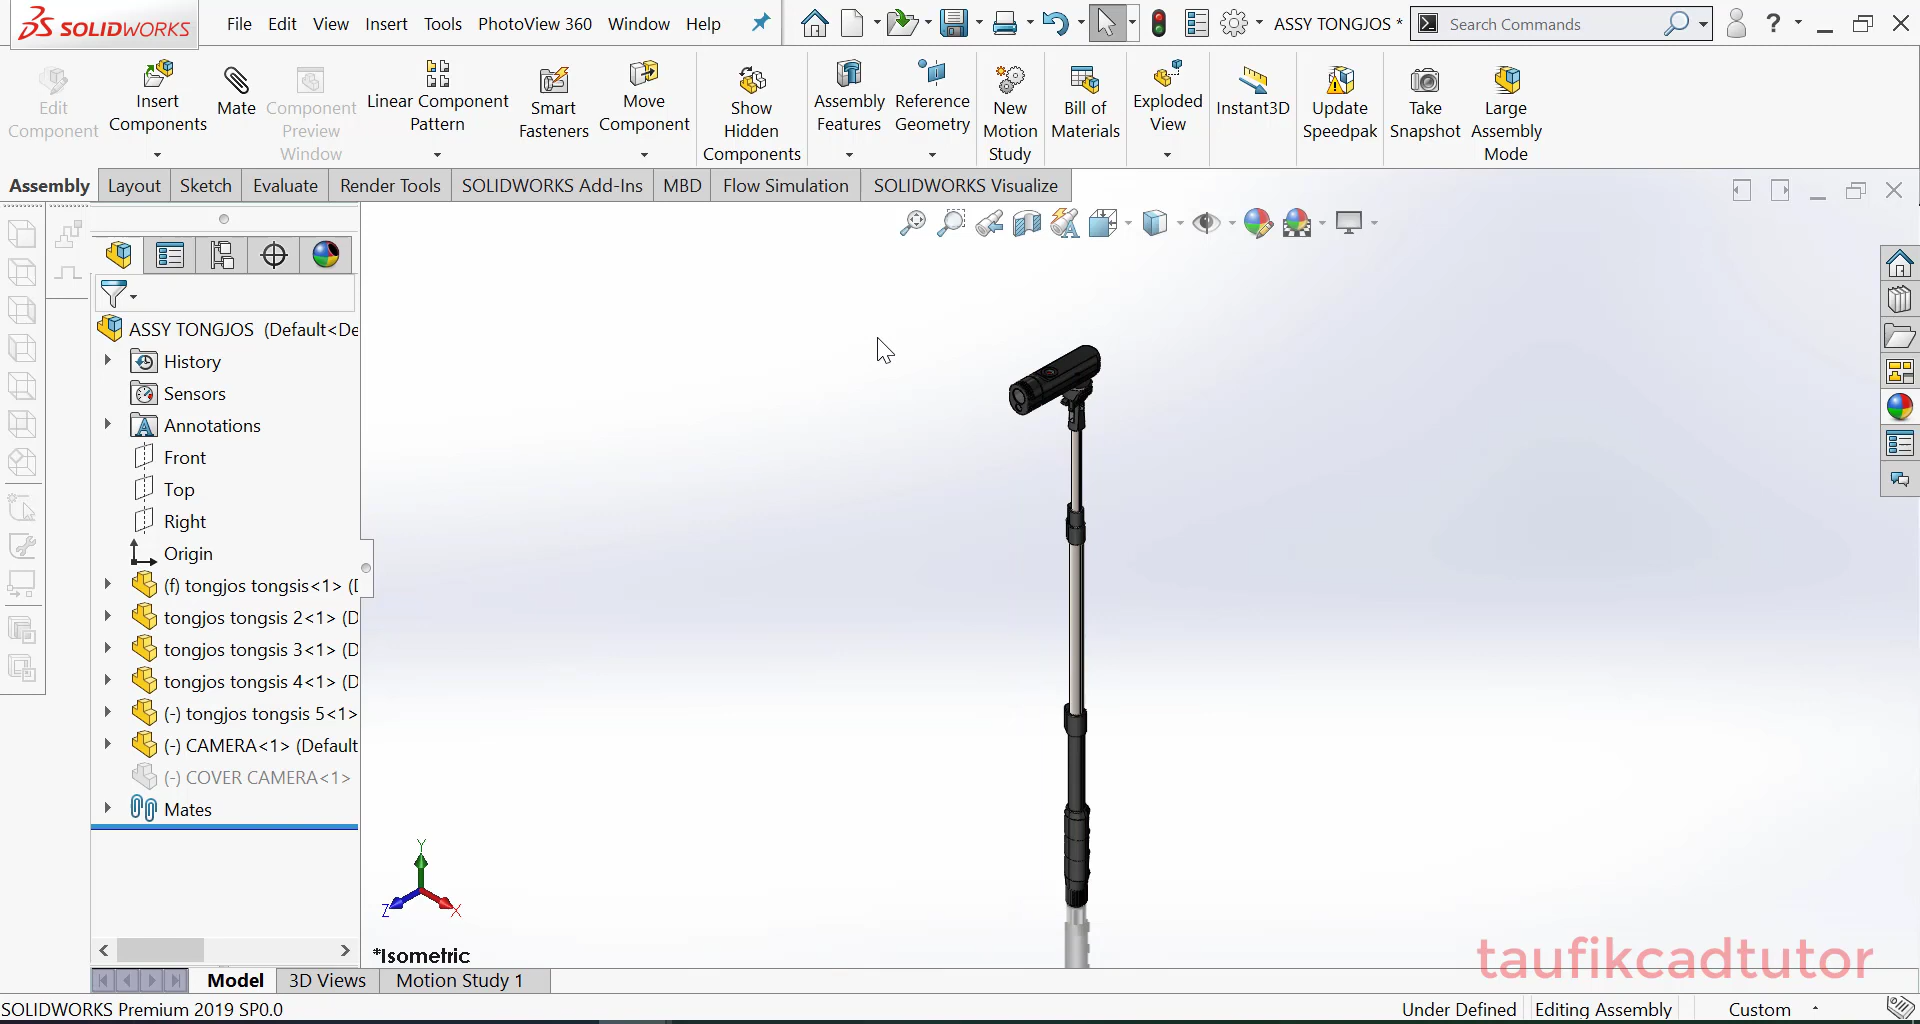 SOLIDWORKS File Edit View Insert Tools PhotoView 360 Window Help ASSY TONGJOS * Search Commands ?
Edit Component
Insert Components
Mate
Component Preview Window
Linear Component Pattern
Smart Fasteners
Move Component
Show Hidden Components
Assembly Features
Reference Geometry
New Motion Study
Bill of Materials
Exploded View
Instant3D
Update Speedpak
Take Snapshot
Large Assembly Mode
Assembly Layout Sketch Evaluate Render Tools SOLIDWORKS Add-Ins MBD Flow Simulation SOLIDWORKS Visualize
ASSY TONGJOS (Default<De
History
Sensors
Annotations
Front
Top
Right
Origin
(f) tongjos tongsis<1> (D
tongjos tongsis 2<1> (D
tongjos tongsis 3<1> (D
tongjos tongsis 4<1> (D
(-) tongjos tongsis 5<1>
(-) CAMERA<1> (Default
(-) COVER CAMERA<1>
Mates
Y
Z
X
*Isometric
taufikcadtutor
Model 3D Views Motion Study 1
SOLIDWORKS Premium 2019 SP0.0 Under Defined Editing Assembly Custom